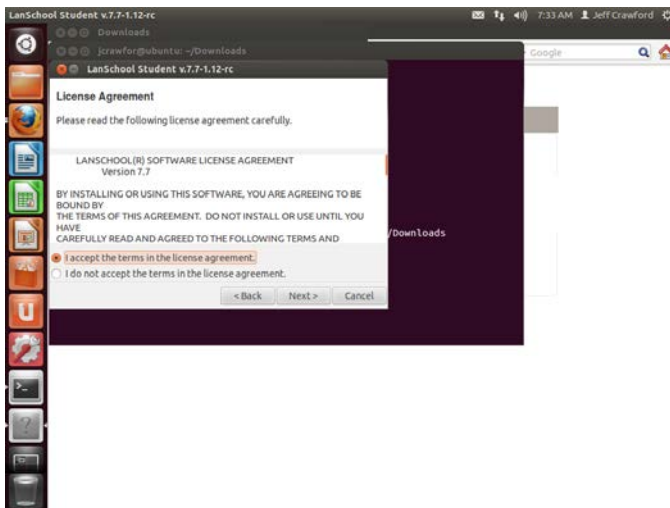 LanSchool Student v.7.7-1.12-rc
7:33 AM
Jeff Crawford
Downloads
jcrawfor@ubuntu: ~/Downloads
Google
LanSchool Student v.7.7-1.12-rc
License Agreement
Please read the following license agreement carefully.
LANSCHOOL(R) SOFTWARE LICENSE AGREEMENT
Version 7.7
BY INSTALLING OR USING THIS SOFTWARE, YOU ARE AGREEING TO BE
BOUND BY
THE TERMS OF THIS AGREEMENT. DO NOT INSTALL OR USE UNTIL YOU
HAVE
CAREFULLY READ AND AGREED TO THE FOLLOWING TERMS AND
/Downloads
I accept the terms in the license agreement.
I do not accept the terms in the license agreement.
< Back Next > Cancel